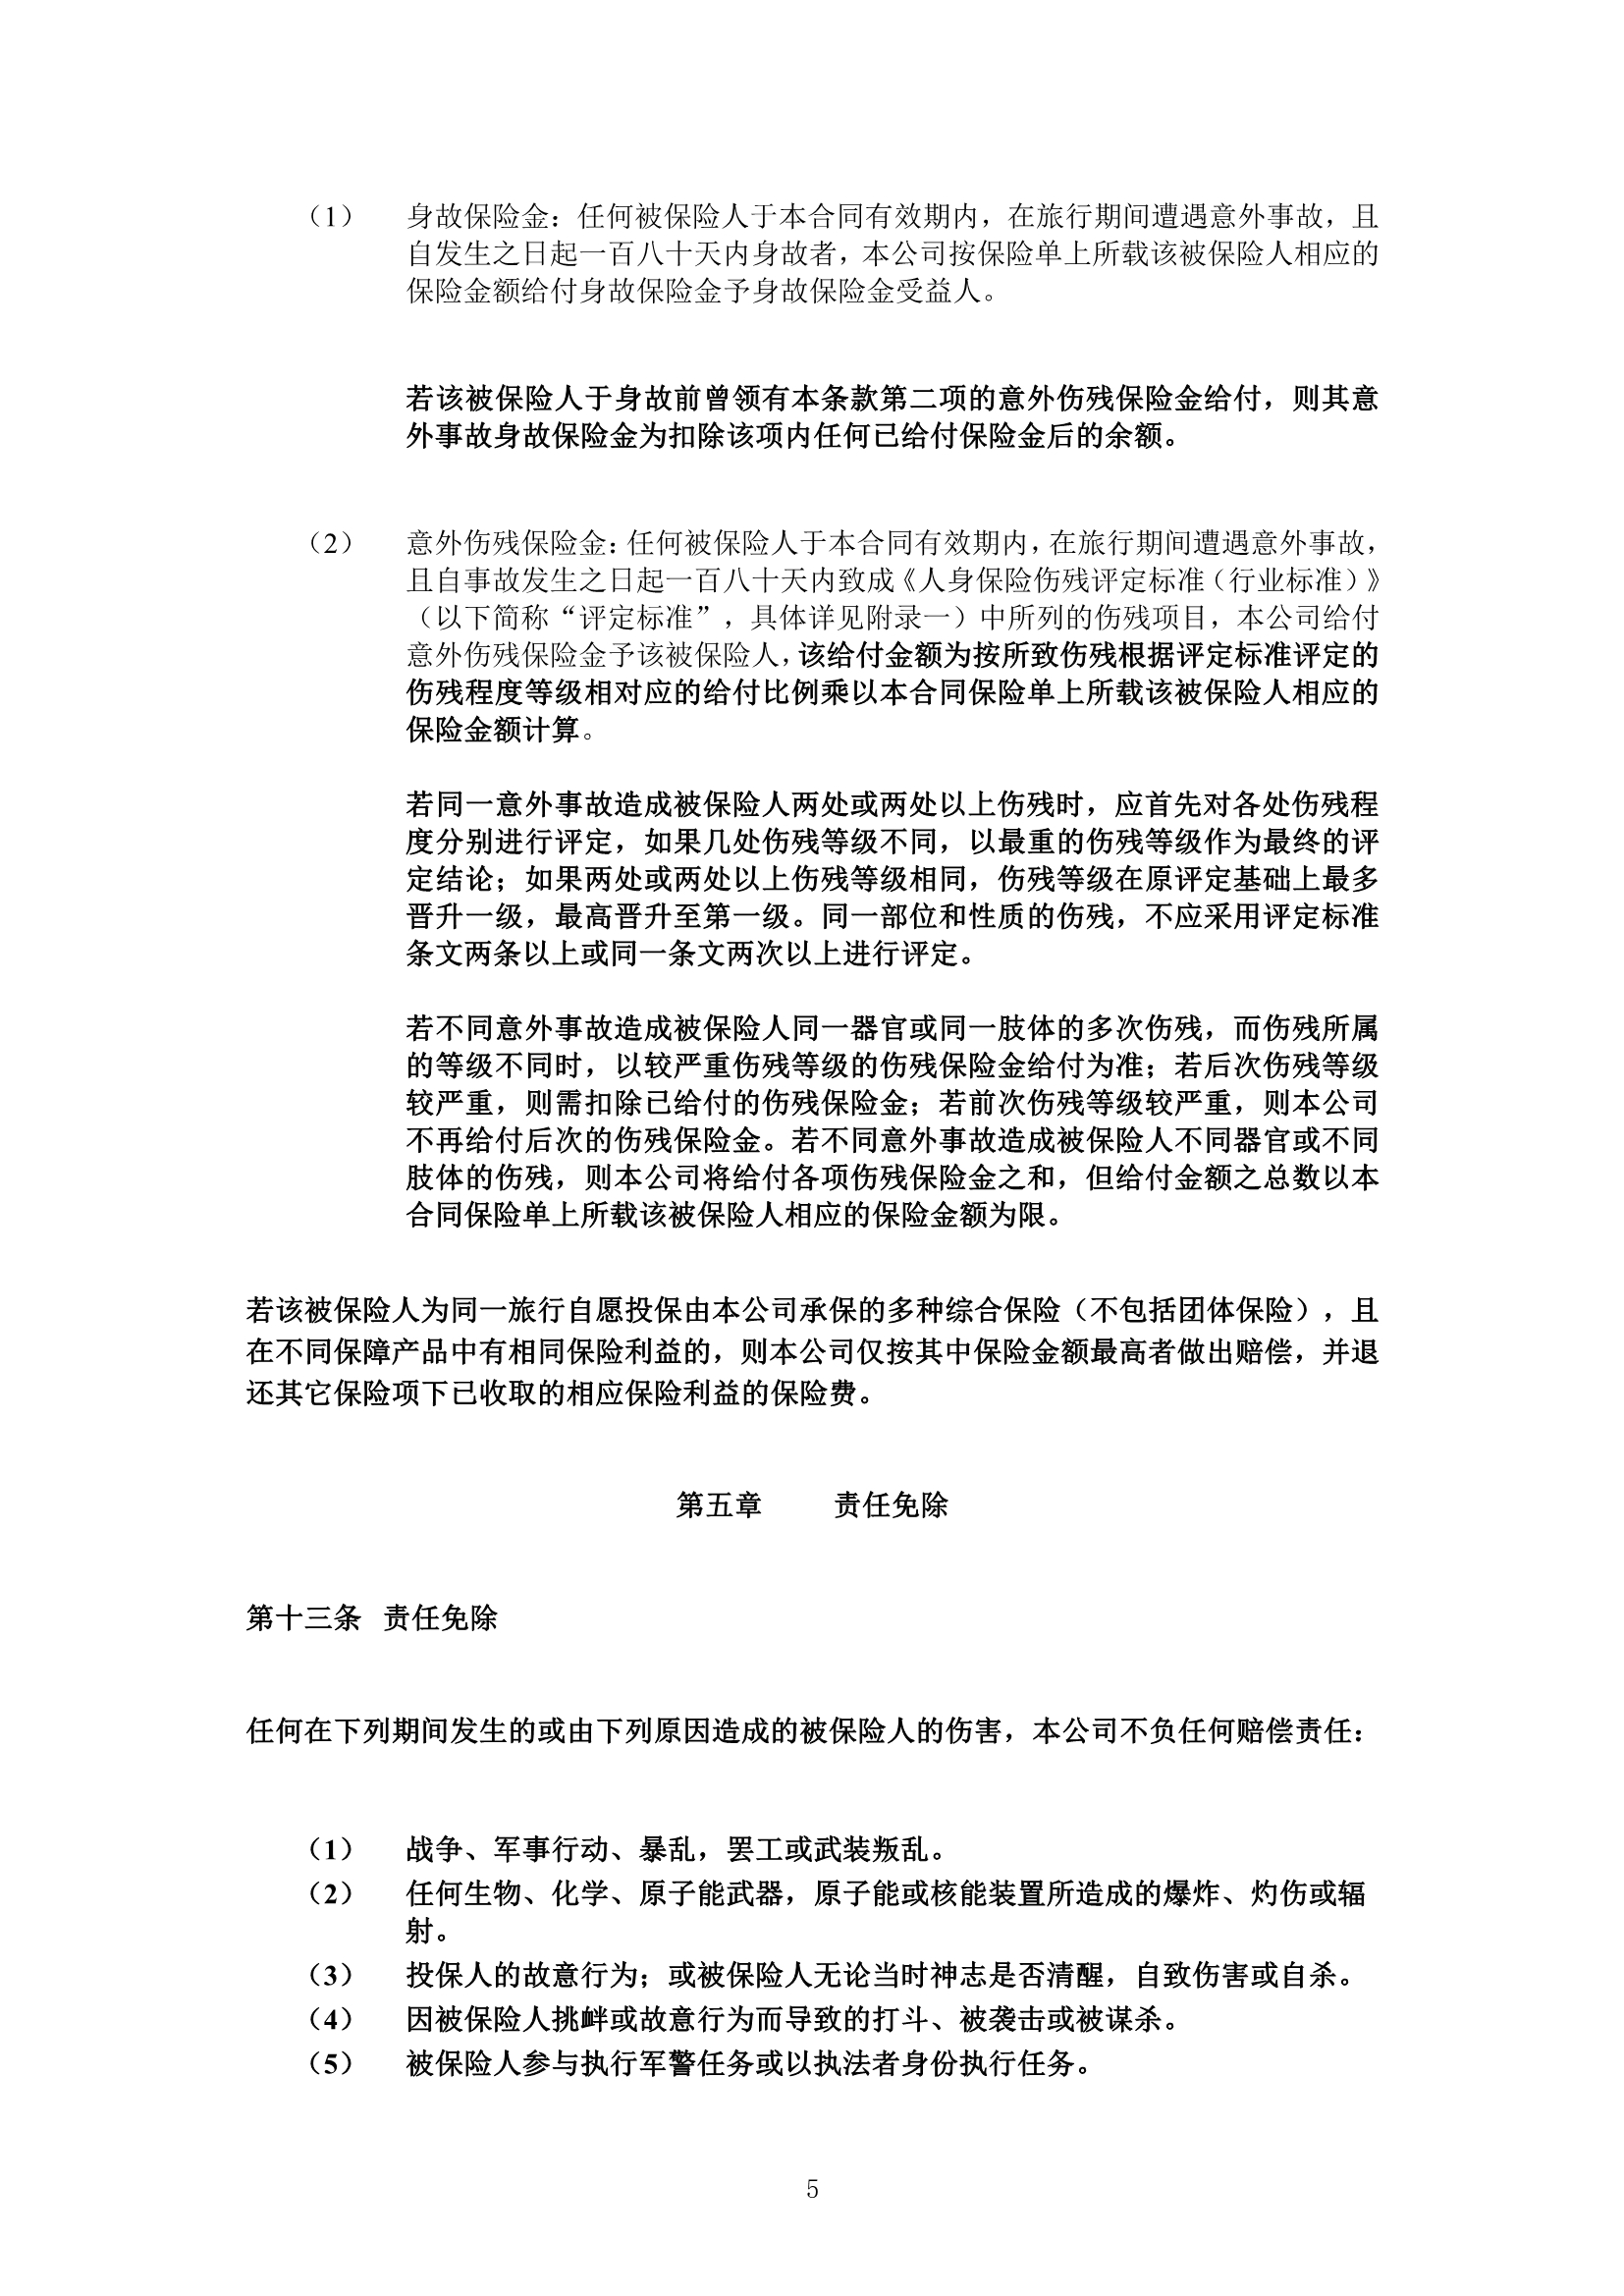 （1） 身故保险金：任何被保险人于本合同有效期内，在旅行期间遭遇意外事故，且
自发生之日起一百八十天内身故者，本公司按保险单上所载该被保险人相应的
保险金额给付身故保险金予身故保险金受益人。
若该被保险人于身故前曾领有本条款第二项的意外伤残保险金给付，则其意
外事故身故保险金为扣除该项内任何已给付保险金后的余额。
（2） 意外伤残保险金：任何被保险人于本合同有效期内，在旅行期间遭遇意外事故，
且自事故发生之日起一百八十天内致成《人身保险伤残评定标准（行业标准）》
（以下简称“评定标准”，具体详见附录一）中所列的伤残项目，本公司给付
意外伤残保险金予该被保险人，该给付金额为按所致伤残根据评定标准评定的
伤残程度等级相对应的给付比例乘以本合同保险单上所载该被保险人相应的
保险金额计算。
若同一意外事故造成被保险人两处或两处以上伤残时，应首先对各处伤残程
度分别进行评定，如果几处伤残等级不同，以最重的伤残等级作为最终的评
定结论；如果两处或两处以上伤残等级相同，伤残等级在原评定基础上最多
晋升一级，最高晋升至第一级。同一部位和性质的伤残，不应采用评定标准
条文两条以上或同一条文两次以上进行评定。
若不同意外事故造成被保险人同一器官或同一肢体的多次伤残，而伤残所属
的等级不同时，以较严重伤残等级的伤残保险金给付为准；若后次伤残等级
较严重，则需扣除已给付的伤残保险金；若前次伤残等级较严重，则本公司
不再给付后次的伤残保险金。若不同意外事故造成被保险人不同器官或不同
肢体的伤残，则本公司将给付各项伤残保险金之和，但给付金额之总数以本
合同保险单上所载该被保险人相应的保险金额为限。
若该被保险人为同一旅行自愿投保由本公司承保的多种综合保险（不包括团体保险），且
在不同保障产品中有相同保险利益的，则本公司仅按其中保险金额最高者做出赔偿，并退
还其它保险项下已收取的相应保险利益的保险费。
第五章 责任免除
第十三条 责任免除
任何在下列期间发生的或由下列原因造成的被保险人的伤害，本公司不负任何赔偿责任：
（1） 战争、军事行动、暴乱，罢工或武装叛乱。
（2） 任何生物、化学、原子能武器，原子能或核能装置所造成的爆炸、灼伤或辐
射。
（3） 投保人的故意行为；或被保险人无论当时神志是否清醒，自致伤害或自杀。
（4） 因被保险人挑衅或故意行为而导致的打斗、被袭击或被谋杀。
（5） 被保险人参与执行军警任务或以执法者身份执行任务。
5